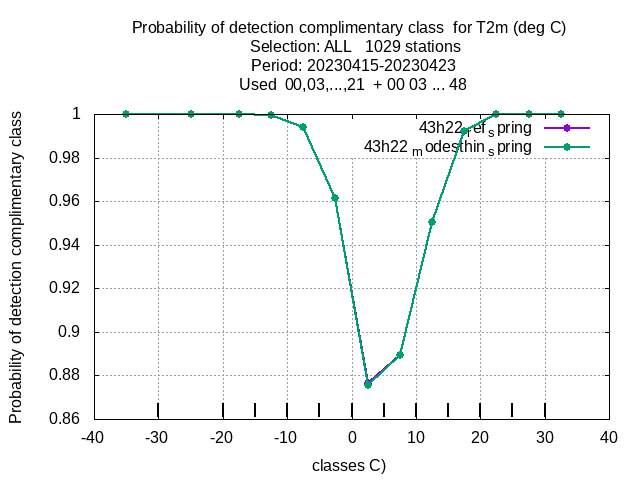 Probability of detection complimentary class  for T2m (deg C)
Selection: ALL   1029 stations
Period: 20230415-20230423
Used  00,03,...,21  + 00 03 ... 48
Probability of detection complimentary class
1
0.98
0.96
0.94
0.92
0.9
0.88
0.86
43h22_ref_spring
43h22_modesthin_spring
-40 -30 -20 -10 0 10 20 30 40
classes C)